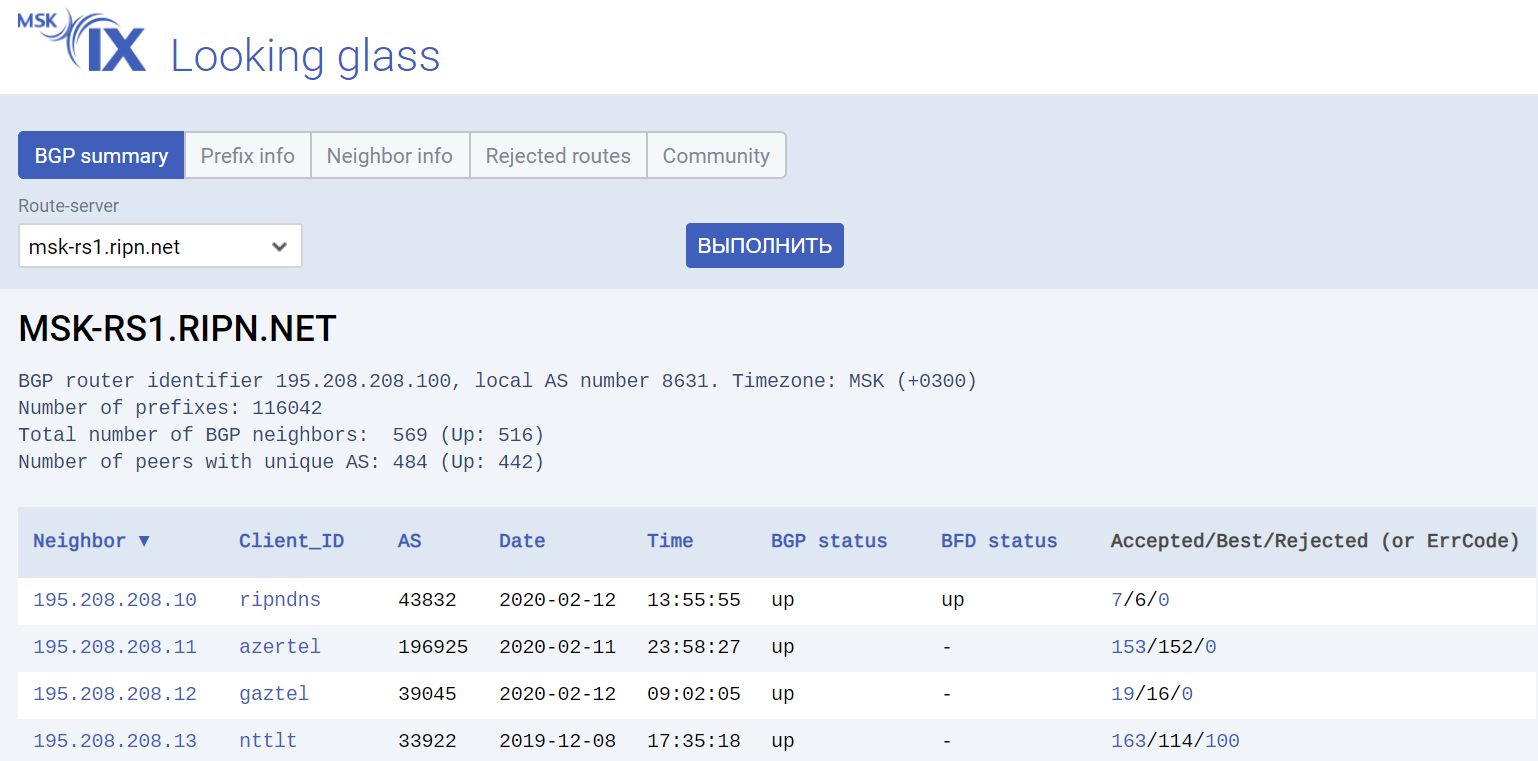 MSK IX Looking glass
BGP summary Prefix info Neighbor info Rejected routes Community
Route-server
msk-rs1.ripn.net ВЫПОЛНИТЬ
MSK-RS1.RIPN.NET
BGP router identifier 195.208.208.100, local AS number 8631. Timezone: MSK (+0300)
Number of prefixes: 116042
Total number of BGP neighbors:  569 (Up: 516)
Number of peers with unique AS: 484 (Up: 442)
Neighbor ▼ Client_ID AS Date Time BGP status BFD status Accepted/Best/Rejected (or ErrCode)
195.208.208.10 ripndns 43832 2020-02-12 13:55:55 up up 7/6/0
195.208.208.11 azertel 196925 2020-02-11 23:58:27 up - 153/152/0
195.208.208.12 gaztel 39045 2020-02-12 09:02:05 up - 19/16/0
195.208.208.13 nttlt 33922 2019-12-08 17:35:18 up - 163/114/100